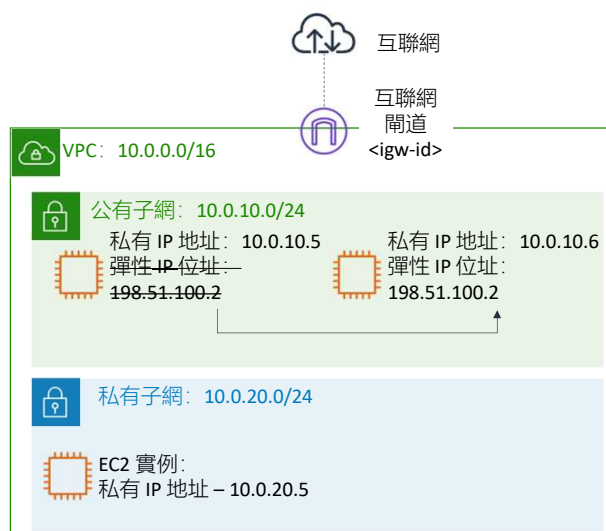 互聯網
互聯網
閘道
<igw-id>
VPC：10.0.0.0/16
公有子網：10.0.10.0/24
私有 IP 地址：10.0.10.5
彈性 IP 位址：
198.51.100.2
私有 IP 地址：10.0.10.6
彈性 IP 位址：
198.51.100.2
私有子網：10.0.20.0/24
EC2 實例：
私有 IP 地址 – 10.0.20.5